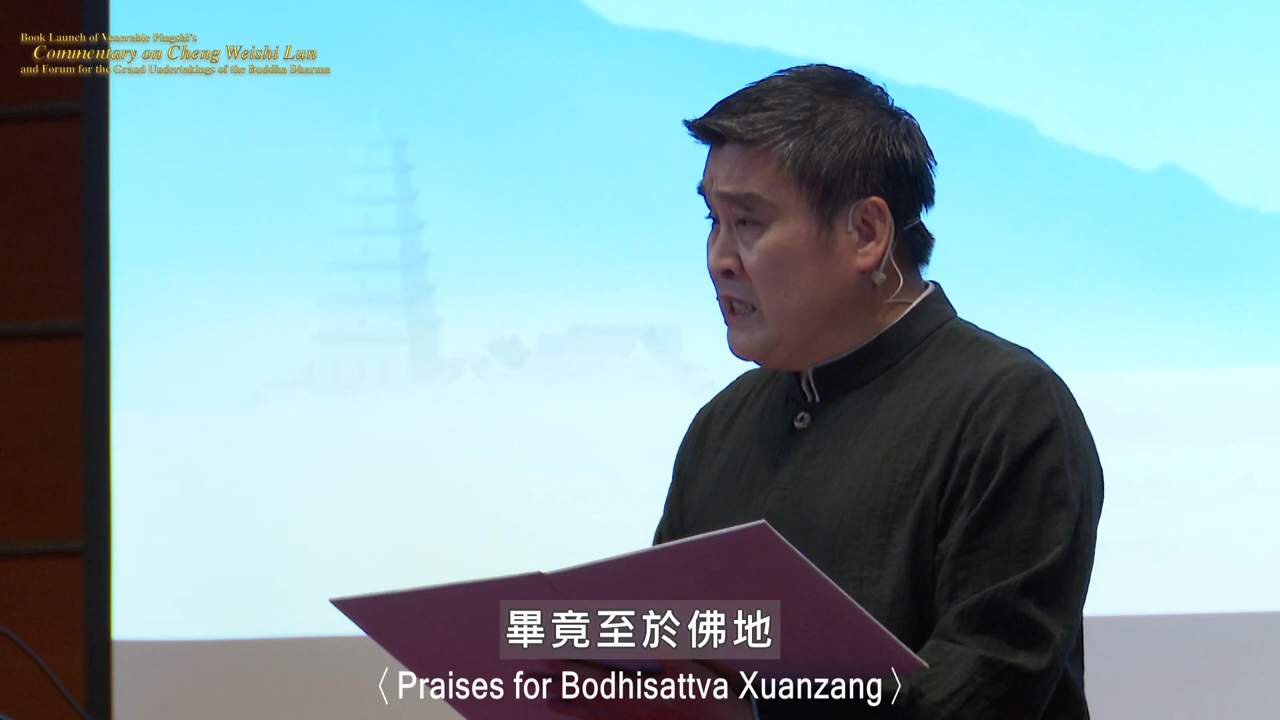 Book Launch of Venerable Pingshi's
Commentary on Cheng Weishi Lun
and Forum for the Grand Undertakings of the Buddha Dharma
畢竟至於佛地
〈Praises for Bodhisattva Xuanzang〉